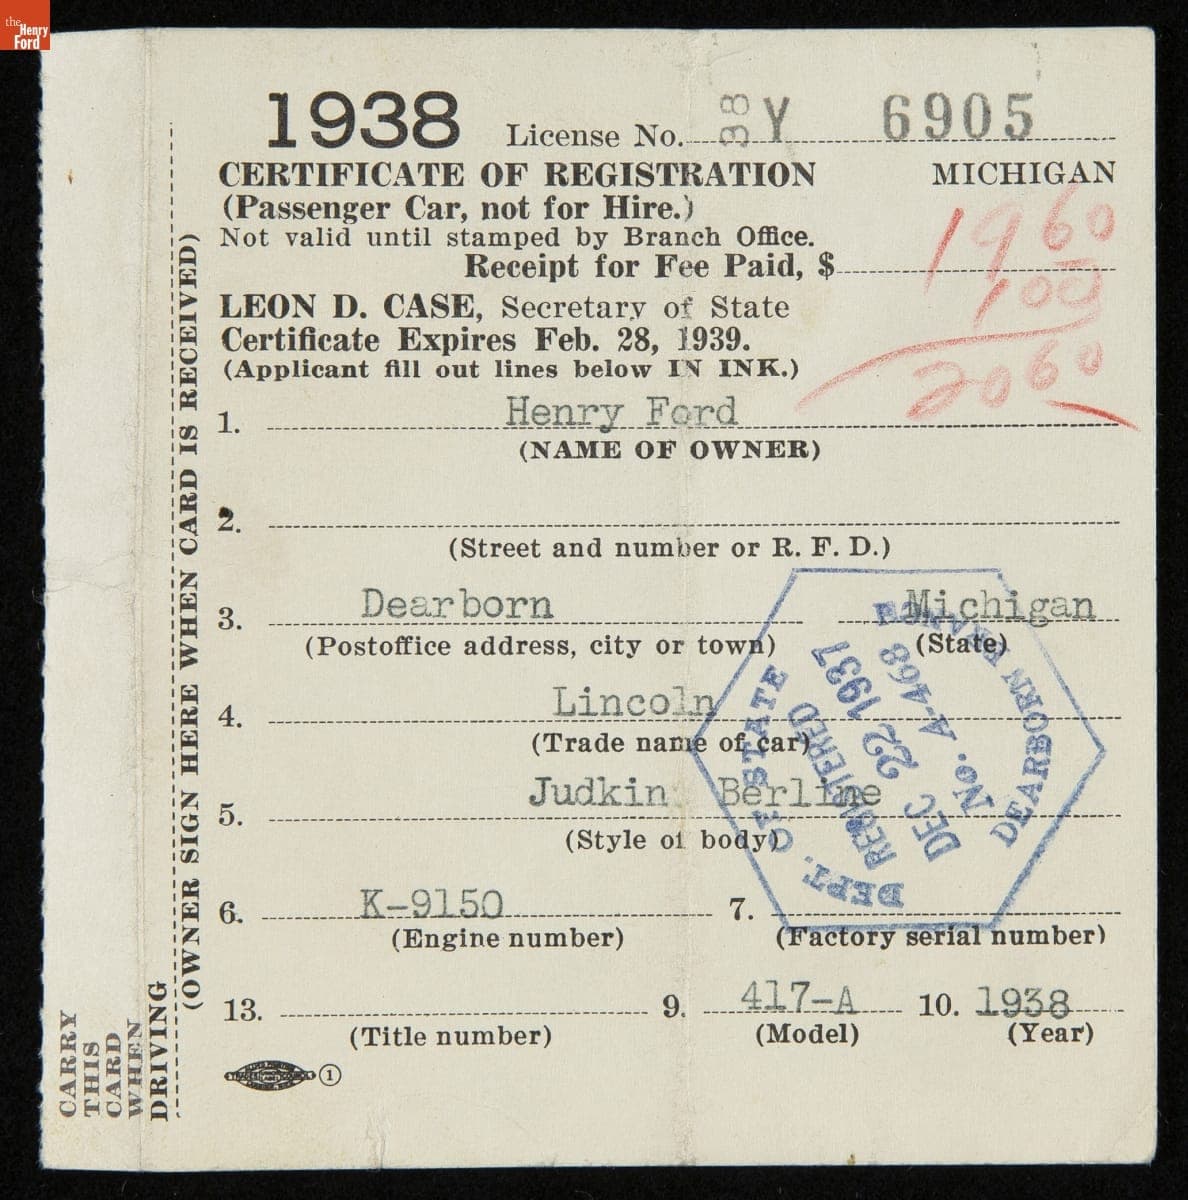 the
Henry
Ford
1938 License No. 38 Y 6905
CERTIFICATE OF REGISTRATION MICHIGAN
(Passenger Car, not for Hire.)
Not valid until stamped by Branch Office.
Receipt for Fee Paid, $ 19 60
1 00
20 60
LEON D. CASE, Secretary of State
Certificate Expires Feb. 28, 1939.
(Applicant fill out lines below IN INK.)
1. Henry Ford
(NAME OF OWNER)
2.
(Street and number or R. F. D.)
3. Dearborn Michigan
(Postoffice address, city or town) (State)
4. Lincoln
(Trade name of car)
5. Judkin Berline
(Style of body)
6. K-9150 7.
(Engine number) (Factory serial number)
13. 9. 417-A 10. 1938
(Title number) (Model) (Year)
1
(OWNER SIGN HERE WHEN CARD IS RECEIVED)
CARRY
THIS
CARD
WHEN
DRIVING
DEPT. OF STATE
REGISTERED
DEC 22 1937
No. A-468
DEARBORN BRANCH